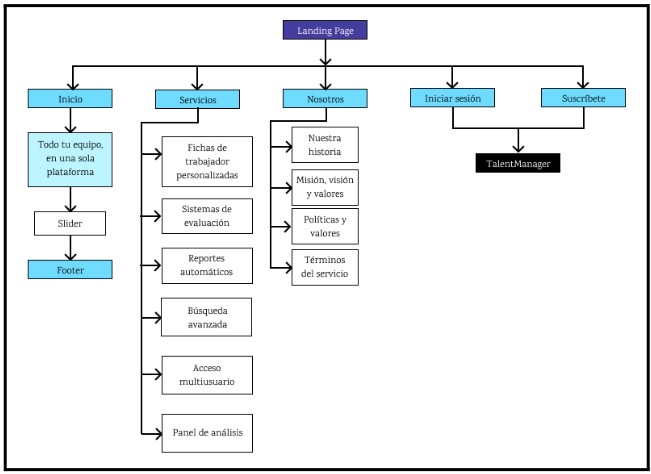 Landing Page
Inicio
Servicios
Nosotros
Iniciar sesión
Suscríbete
Todo tu equipo,
en una sola
plataforma
Slider
Footer
Fichas de
trabajador
personalizadas
Sistemas de
evaluación
Reportes
automáticos
Búsqueda
avanzada
Acceso
multiusuario
Panel de análisis
Nuestra
historia
Misión, visión
y valores
Políticas y
valores
Términos
del servicio
TalentManager